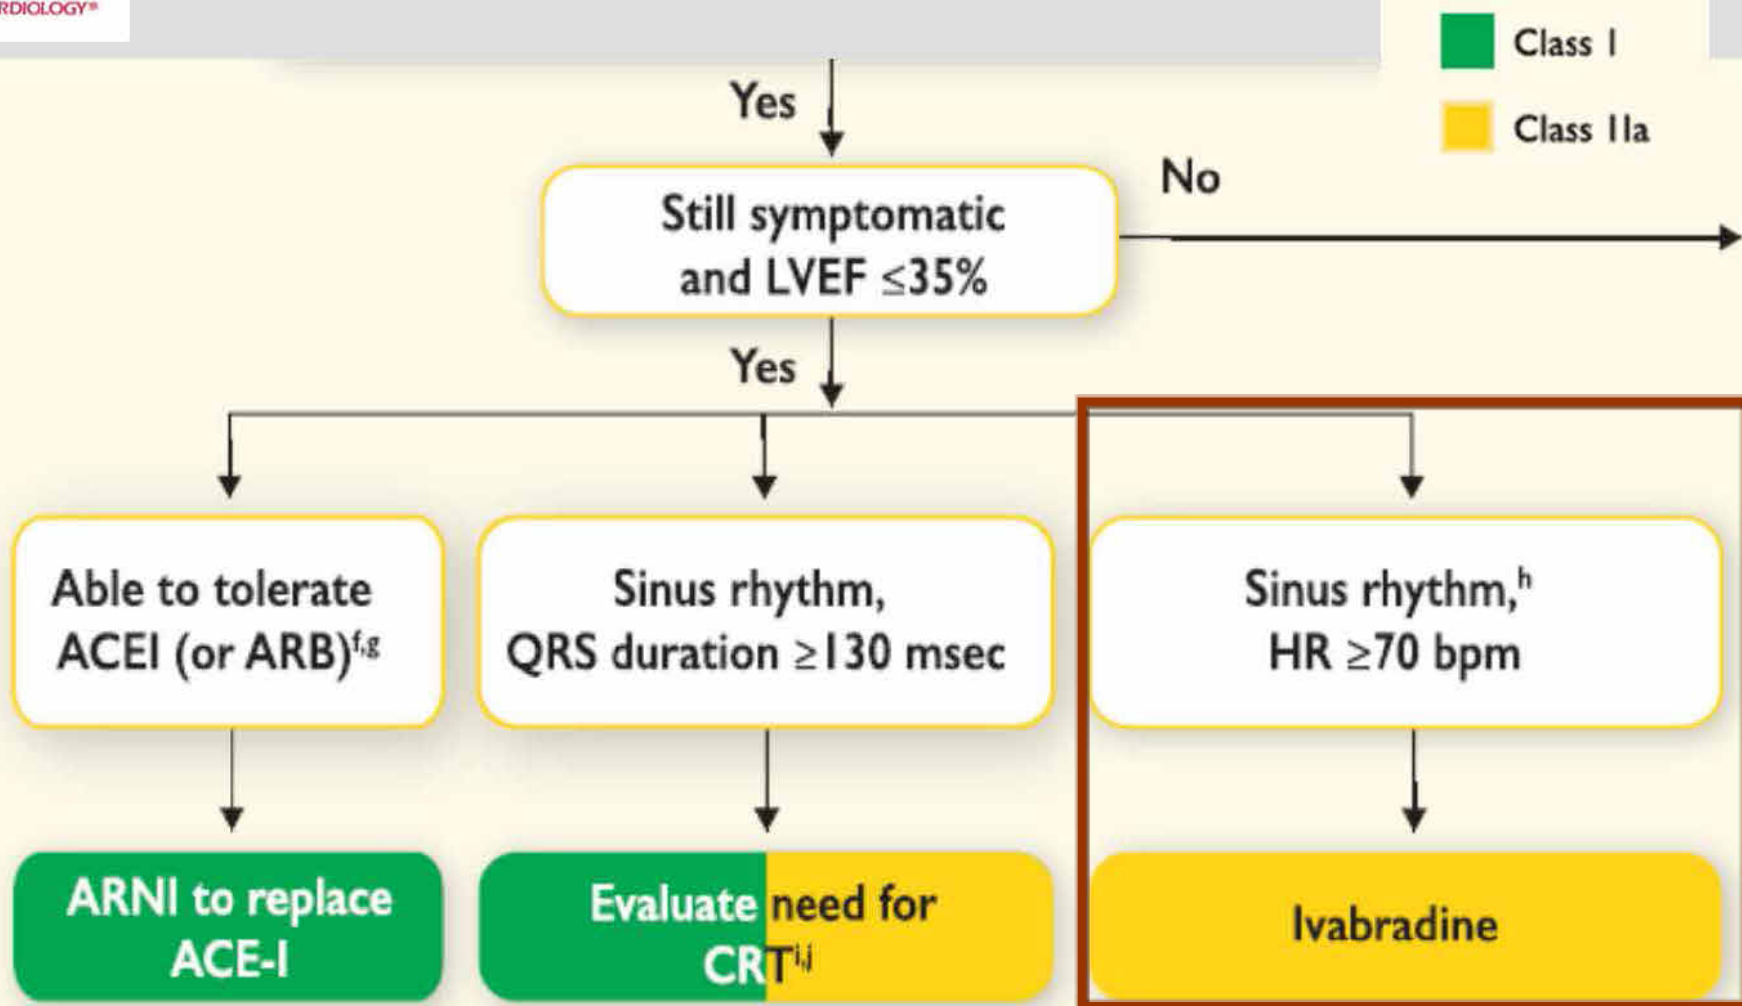 RDIOLOGY®
Class I
Class IIa
Yes
No
Still symptomatic
and LVEF ≤35%
Yes
Able to tolerate
ACEI (or ARB)f,g
Sinus rhythm,
QRS duration ≥130 msec
Sinus rhythm,h
HR ≥70 bpm
ARNI to replace
ACE-I
Evaluate need for
CRTi,j
Ivabradine